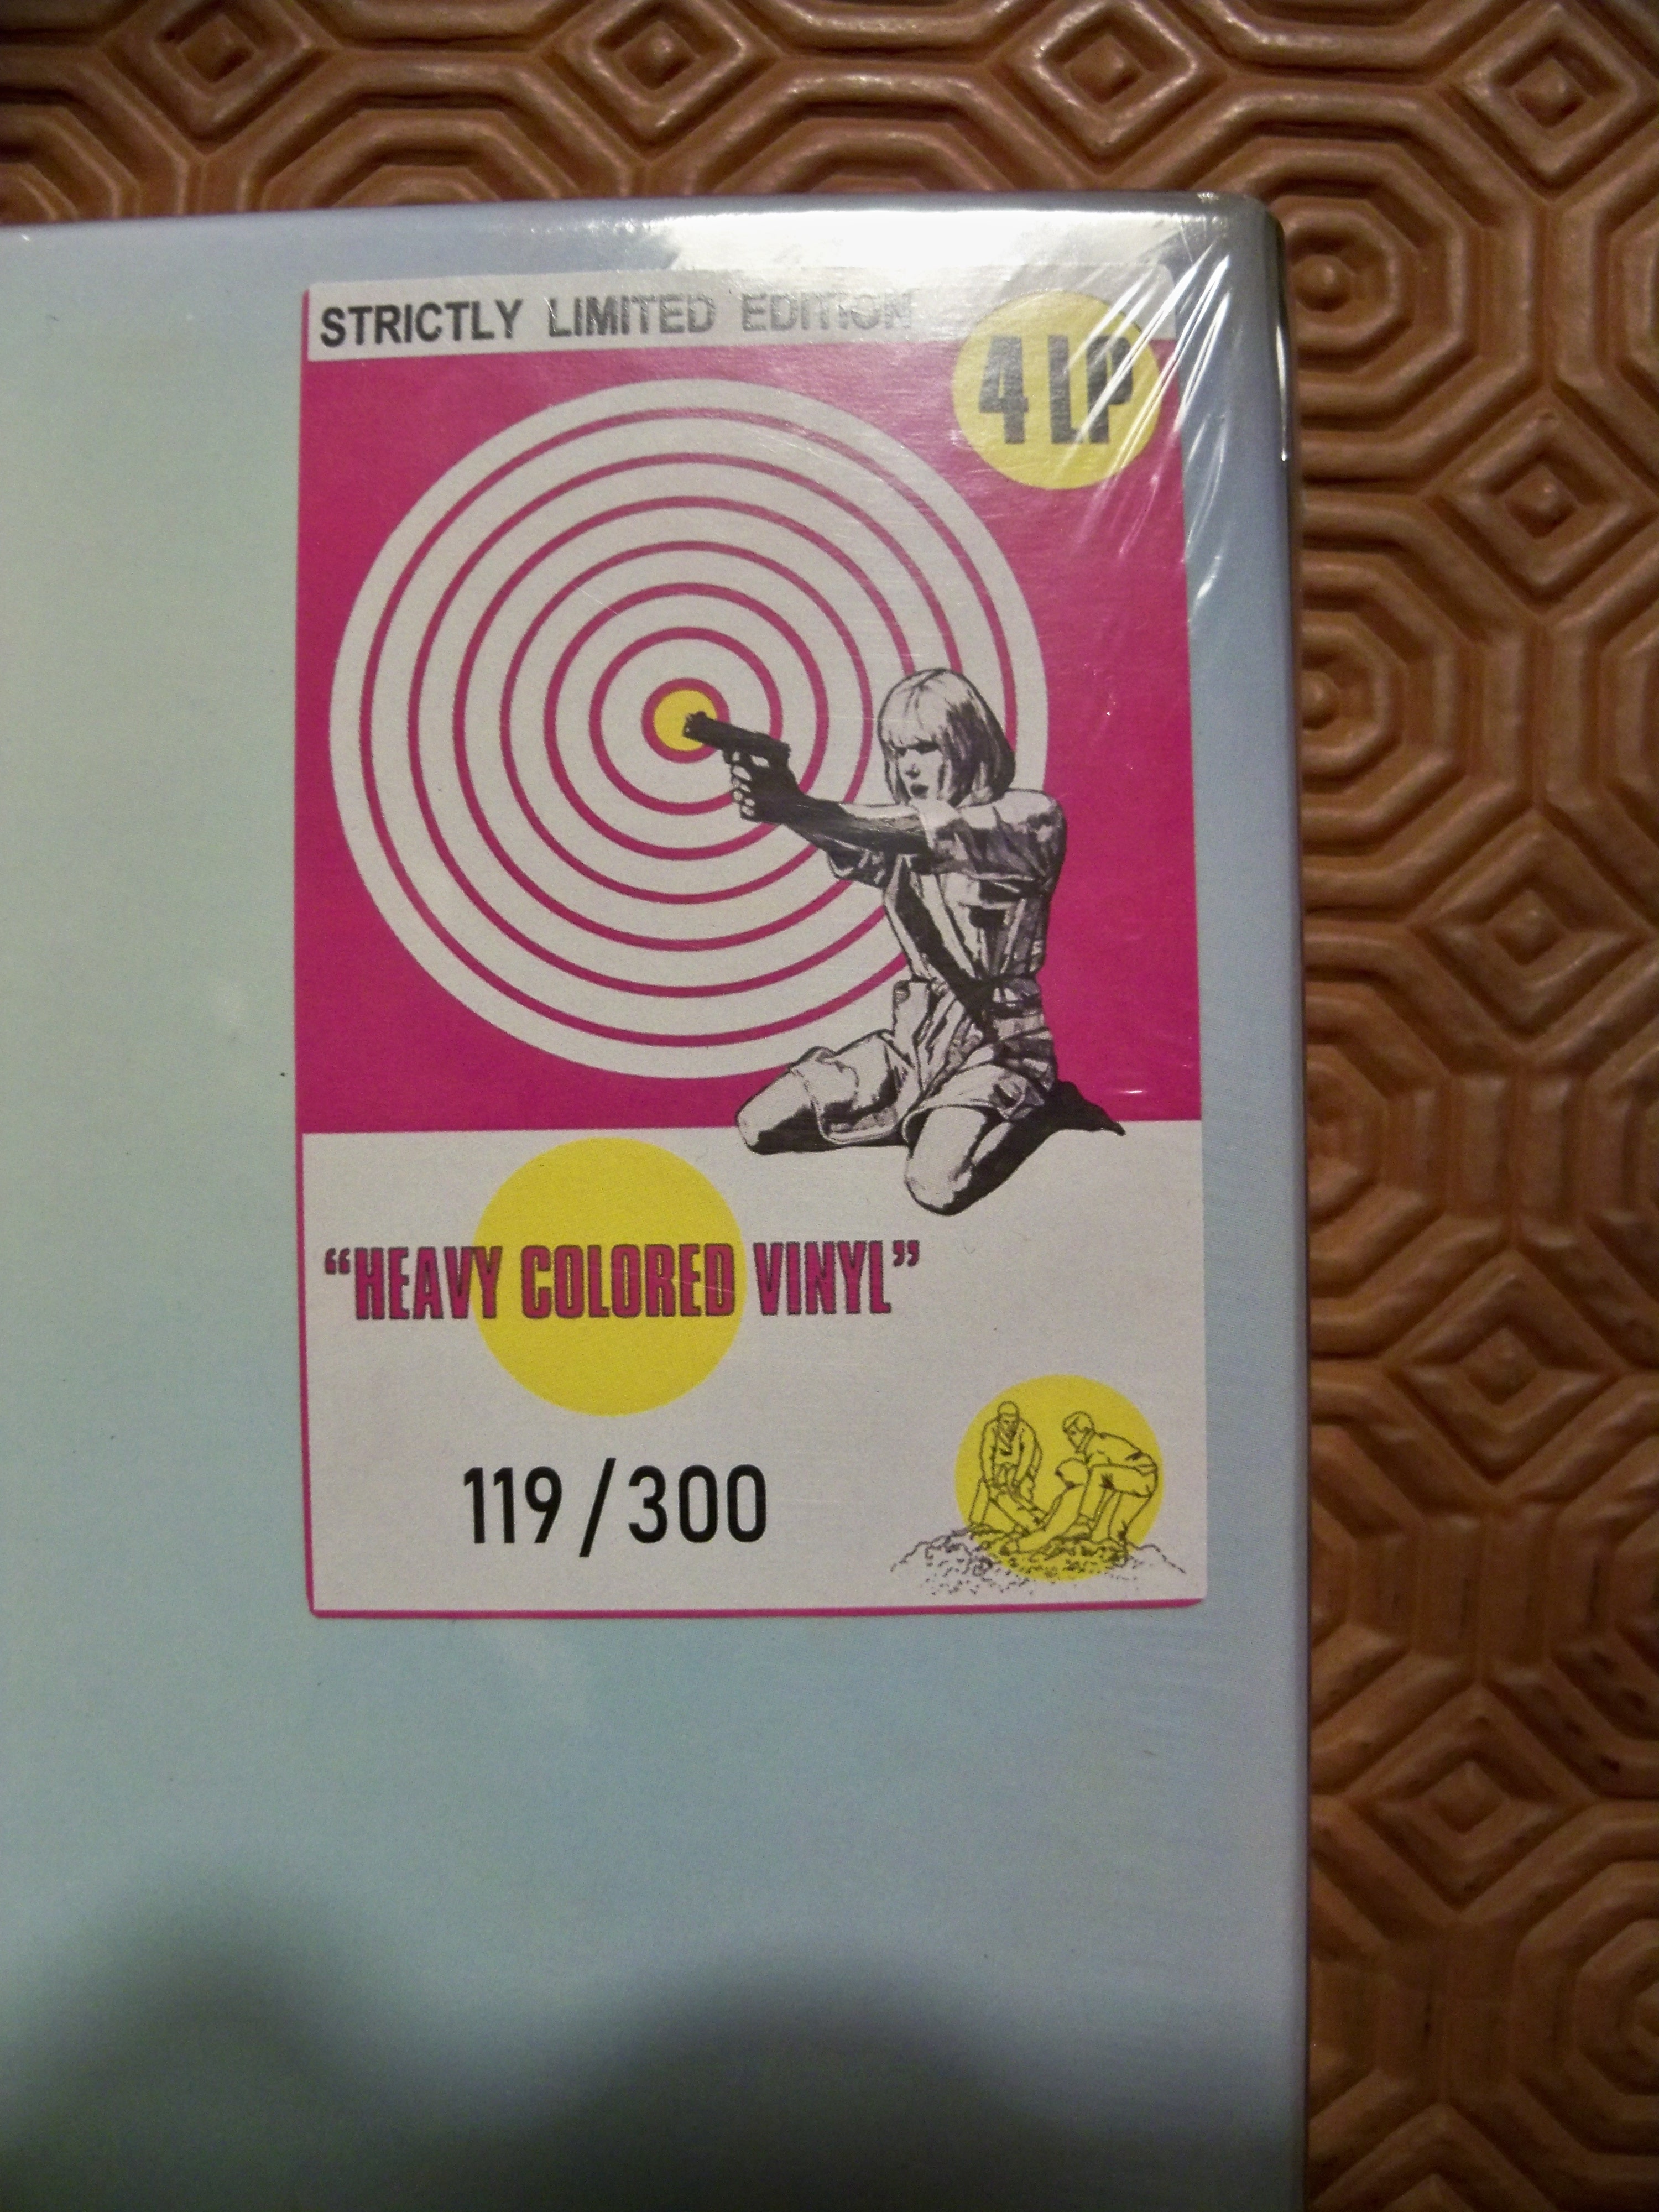 STRICTLY LIMITED EDITION
4 LP
“HEAVY COLORED VINYL”
119/300